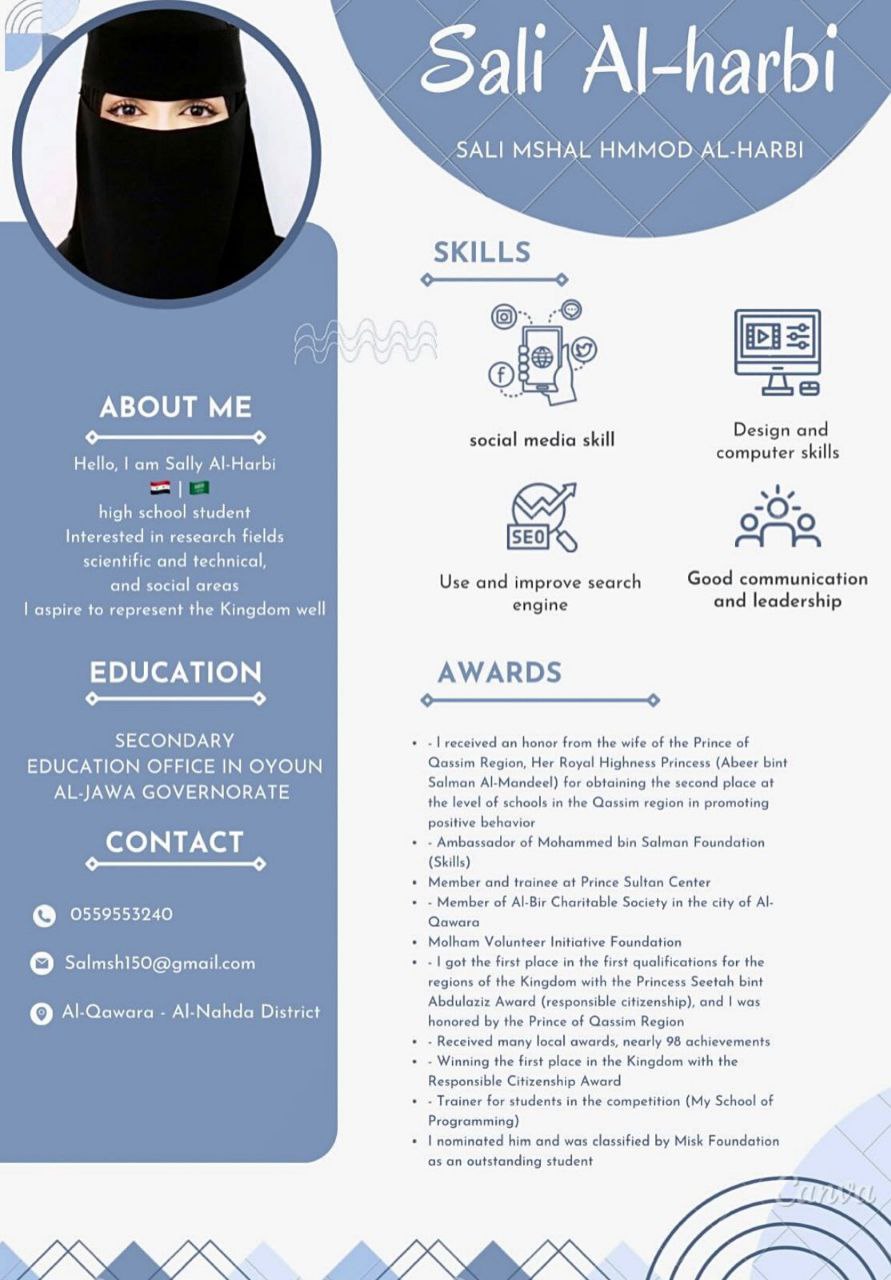 Sali Al-harbi
SALI MSHAL HMMOD AL-HARBI
ABOUT ME
Hello, I am Sally Al-Harbi
🇸🇾 | 🇸🇦
high school student
Interested in research fields
scientific and technical,
and social areas
I aspire to represent the Kingdom well
EDUCATION
SECONDARY
EDUCATION OFFICE IN OYOUN
AL-JAWA GOVERNORATE
CONTACT
0559553240
Salmsh150@gmail.com
Al-Qawara - Al-Nahda District
SKILLS
social media skill
Design and
computer skills
SEO
Use and improve search
engine
Good communication
and leadership
AWARDS
• - I received an honor from the wife of the Prince of
Qassim Region, Her Royal Highness Princess (Abeer bint
Salman Al-Mandeel) for obtaining the second place at
the level of schools in the Qassim region in promoting
positive behavior
• - Ambassador of Mohammed bin Salman Foundation
(Skills)
• Member and trainee at Prince Sultan Center
• - Member of Al-Bir Charitable Society in the city of Al-
Qawara
• Molham Volunteer Initiative Foundation
• - I got the first place in the first qualifications for the
regions of the Kingdom with the Princess Seetah bint
Abdulaziz Award (responsible citizenship), and I was
honored by the Prince of Qassim Region
• - Received many local awards, nearly 98 achievements
• - Winning the first place in the Kingdom with the
Responsible Citizenship Award
• - Trainer for students in the competition (My School of
Programming)
• I nominated him and was classified by Misk Foundation
as an outstanding student
Canva